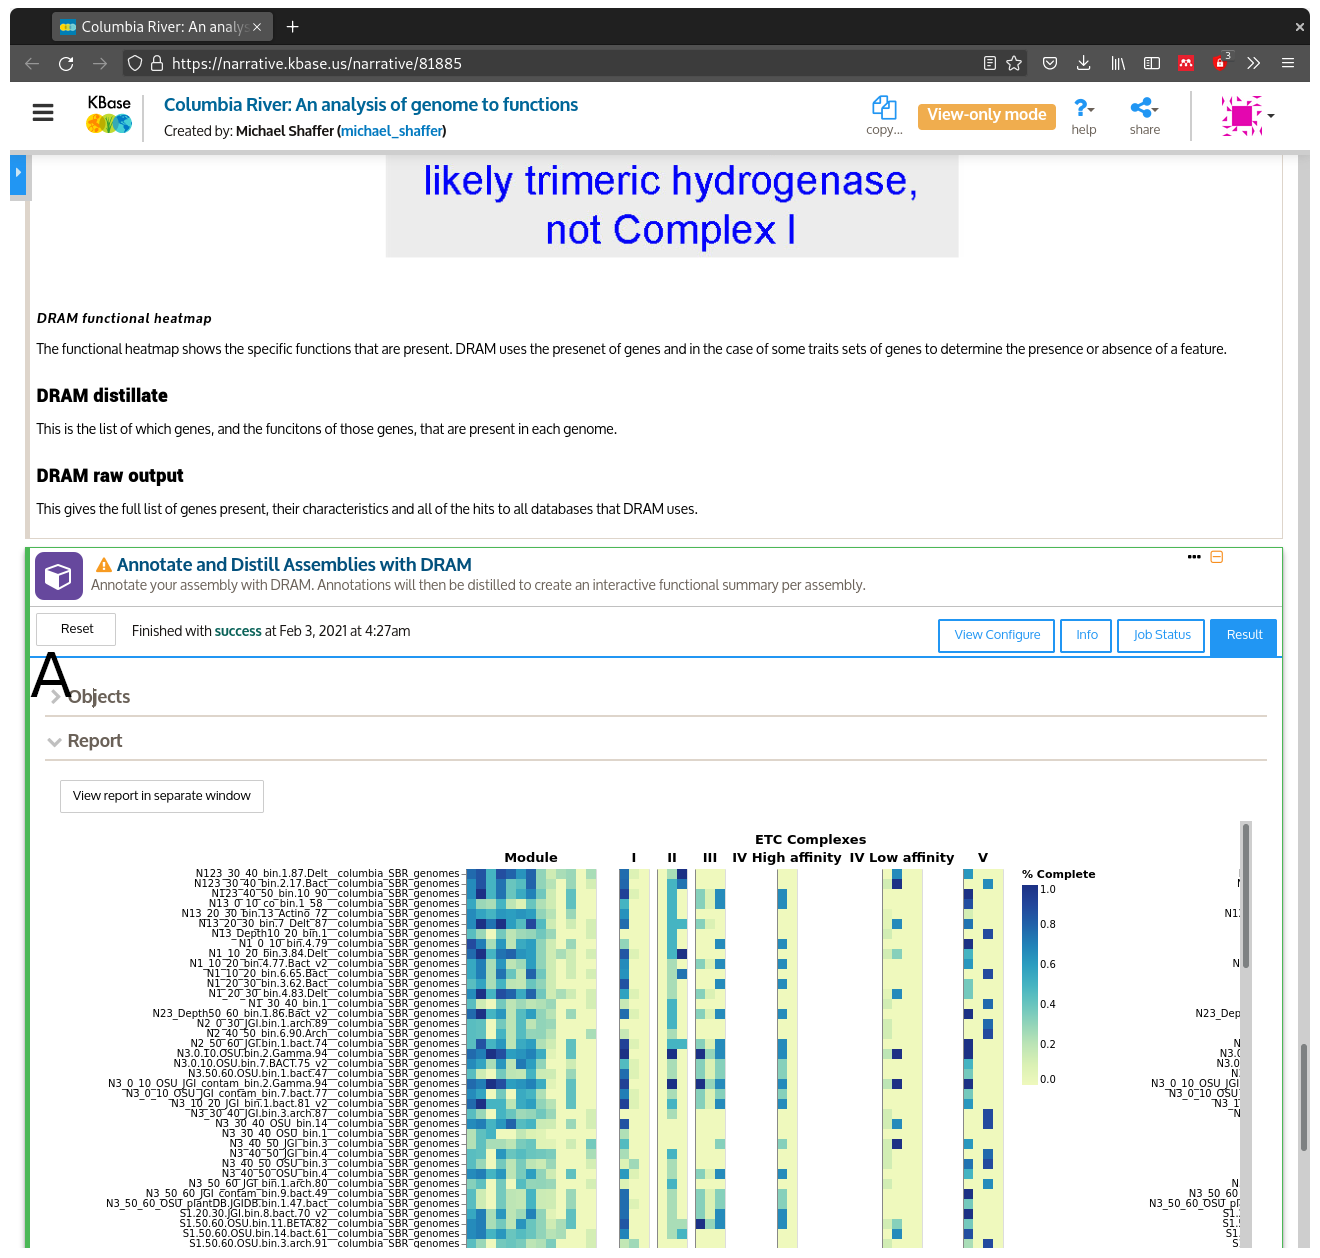 Columbia River: An analys
https://narrative.kbase.us/narrative/81885
3
KBase
Columbia River: An analysis of genome to functions
Created by: Michael Shaffer (michael_shaffer)
copy...
View-only mode
help
share
likely trimeric hydrogenase,
not Complex I
DRAM functional heatmap
The functional heatmap shows the specific functions that are present. DRAM uses the presenet of genes and in the case of some traits sets of genes to determine the presence or absence of a feature.
DRAM distillate
This is the list of which genes, and the funcitons of those genes, that are present in each genome.
DRAM raw output
This gives the full list of genes present, their characteristics and all of the hits to all databases that DRAM uses.
Annotate and Distill Assemblies with DRAM
Annotate your assembly with DRAM. Annotations will then be distilled to create an interactive functional summary per assembly.
Reset
Finished with success at Feb 3, 2021 at 4:27am
View Configure
Info
Job Status
Result
A
Objects
Report
View report in separate window
ETC Complexes
Module I II III IV High affinity IV Low affinity V
% Complete
1.0
0.8
0.6
0.4
0.2
0.0
N123_30_40_bin.1.87.Delt__columbia_SBR_genomes
N123_30_40_bin.2.17.Bact__columbia_SBR_genomes
N123_40_50_bin.10_90__columbia_SBR_genomes
N13_0_10_co_bin.1_58__columbia_SBR_genomes
N13_20_30_bin.13_Actino_72__columbia_SBR_genomes
N13_20_30_bin.7_Delt_87__columbia_SBR_genomes
N13_Depth10_20_bin.1__columbia_SBR_genomes
N1_0_10_bin.4.79__columbia_SBR_genomes
N1_10_20_bin.3.84.Delt__columbia_SBR_genomes
N1_10_20_bin.4.77.Bact_v2__columbia_SBR_genomes
N1_10_20_bin.6.65.Bact__columbia_SBR_genomes
N1_20_30_bin.3.62.Bact__columbia_SBR_genomes
N1_20_30_bin.4.83.Delt__columbia_SBR_genomes
N1_30_40_bin.1__columbia_SBR_genomes
N23_Depth50_60_bin.1.86.Bact_v2__columbia_SBR_genomes
N2_0_30_JGI_bin.1.arch.89__columbia_SBR_genomes
N2_40_50_bin.6.90.Arch__columbia_SBR_genomes
N2_50_60_JGI_bin.1.bact.74__columbia_SBR_genomes
N3.0.10.OSU.bin.2.Gamma.94__columbia_SBR_genomes
N3.0.10.OSU.bin.7.BACT.75_v2__columbia_SBR_genomes
N3.50.60.OSU.bin.1.bact.47__columbia_SBR_genomes
N3_0_10_OSU_JGI_contam_bin.2.Gamma.94__columbia_SBR_genomes
N3_0_10_OSU_JGI_contam_bin.7.bact.77__columbia_SBR_genomes
N3_10_20_JGI_bin.1.bact.81_v2__columbia_SBR_genomes
N3_30_40_JGI.bin.3.arch.87__columbia_SBR_genomes
N3_30_40_OSU_bin.14__columbia_SBR_genomes
N3_30_40_OSU_bin.1__columbia_SBR_genomes
N3_40_50_JGI_bin.3__columbia_SBR_genomes
N3_40_50_JGI_bin.4__columbia_SBR_genomes
N3_40_50_OSU_bin.3__columbia_SBR_genomes
N3_40_50_OSU_bin.4__columbia_SBR_genomes
N3_50_60_JGI_bin.1.arch.80__columbia_SBR_genomes
N3_50_60_JGI_contam_bin.9.bact.49__columbia_SBR_genomes
N3_50_60_OSU_plantDB.JGIDB.bin.1.47.bact__columbia_SBR_genomes
S1.20.30.JGI.bin.8.bact.70_v2__columbia_SBR_genomes
S1.50.60.OSU.bin.11.BETA.82__columbia_SBR_genomes
S1.50.60.OSU.bin.14.bact.61__columbia_SBR_genomes
S1.50.60.OSU.bin.3.arch.91__columbia_SBR_genomes
N23_Dep
N3_0_10_OSU_JGI
N3_0_10_OSU
N3_50_60